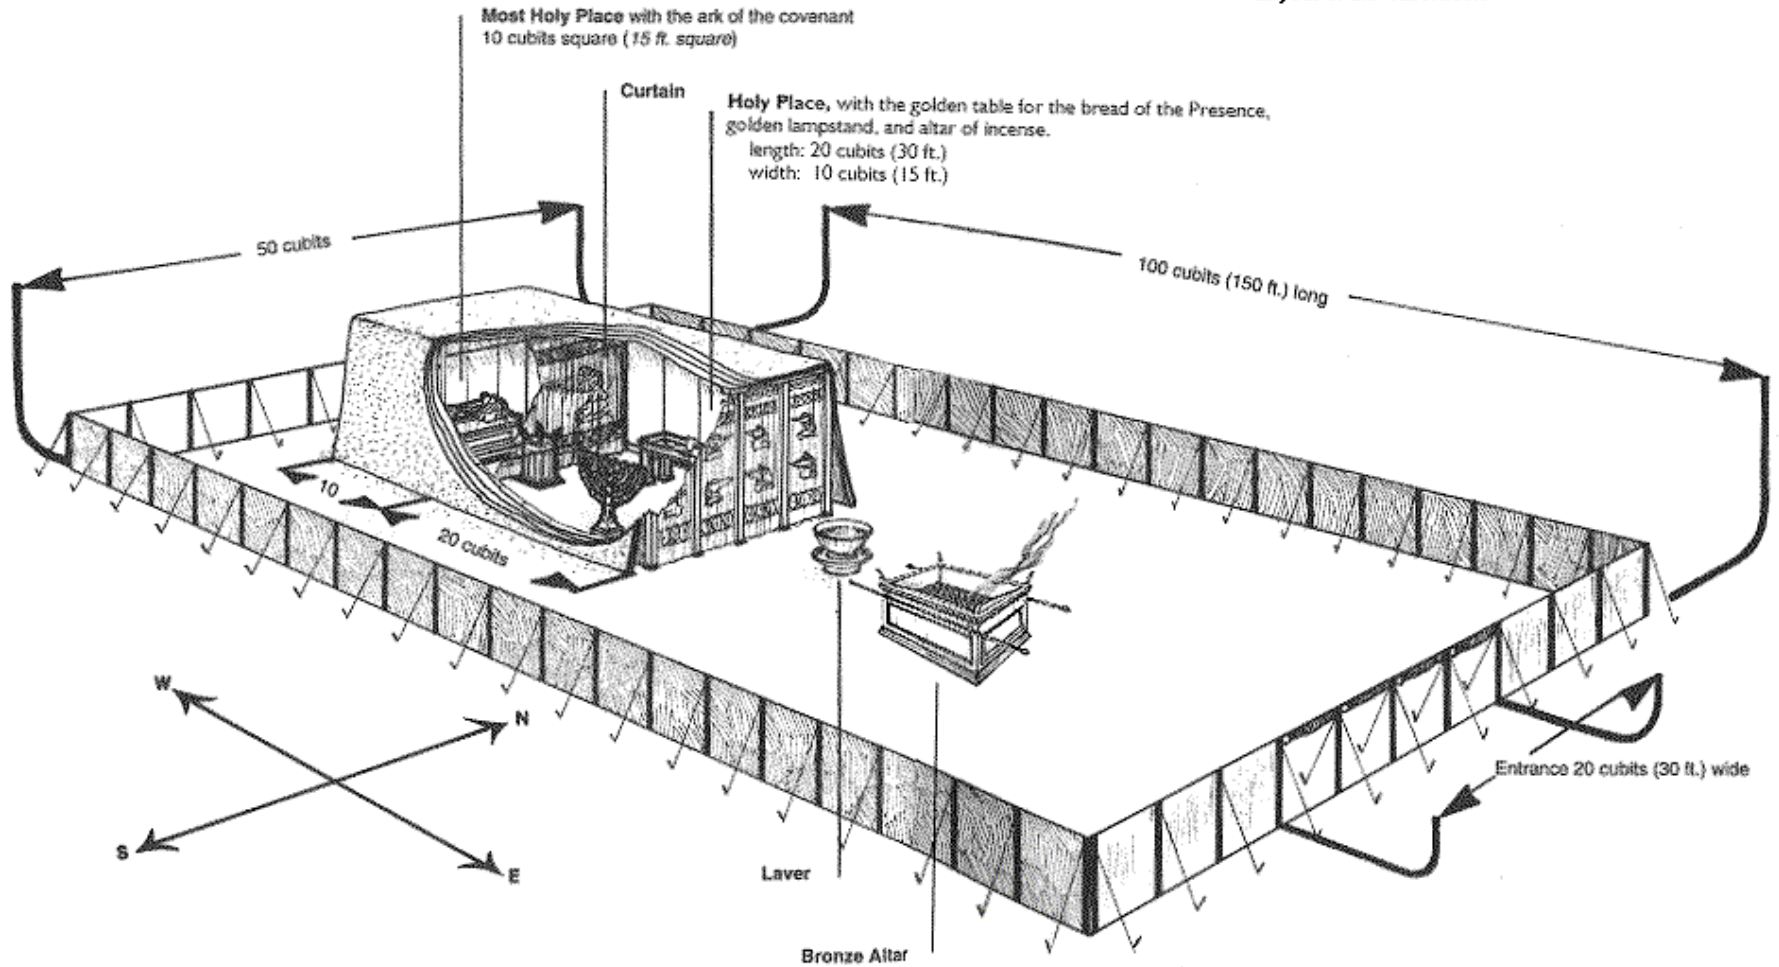 Most Holy Place with the ark of the covenant
10 cubits square (15 ft. square)
Curtain
Holy Place, with the golden table for the bread of the Presence,
golden lampstand, and altar of incense.
length: 20 cubits (30 ft.)
width: 10 cubits (15 ft.)
50 cubits
100 cubits (150 ft.) long
10
20 cubits
W
N
S
E
Entrance 20 cubits (30 ft.) wide
Laver
Bronze Altar